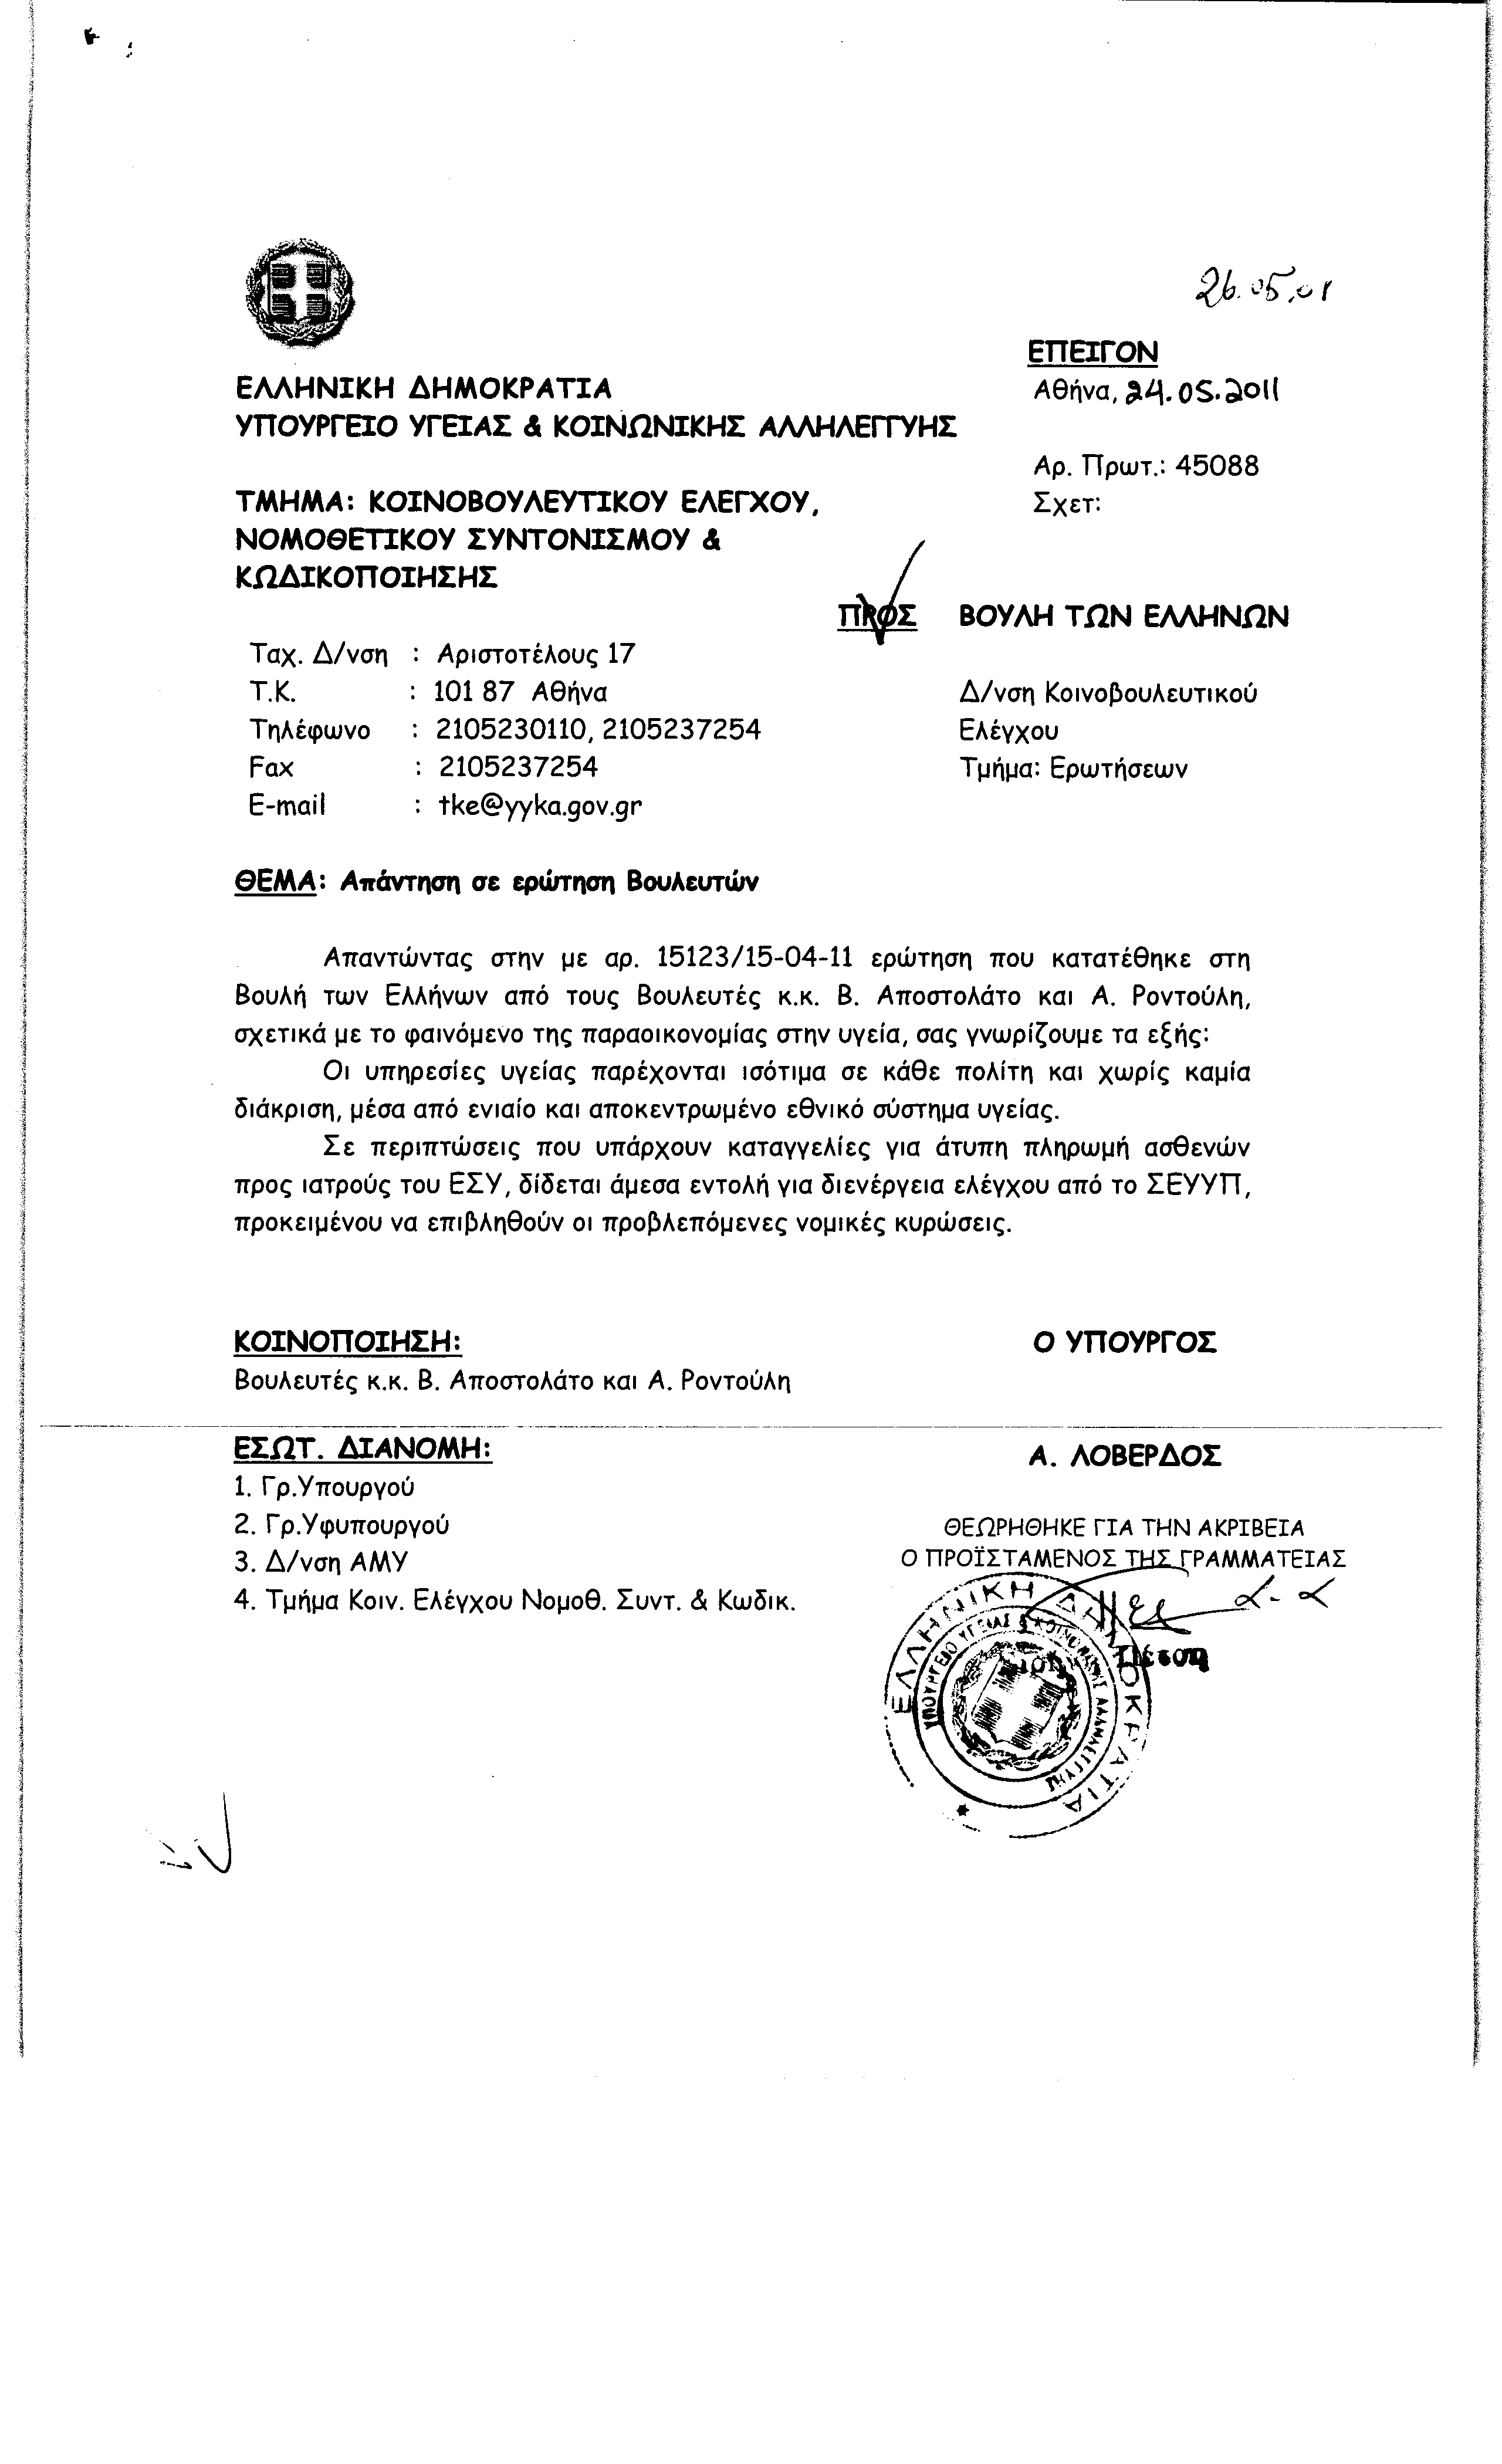 26.05.
ΕΠΕΙΓΟΝ
ΕΛΛΗΝΙΚΗ ΔΗΜΟΚΡΑΤΙΑ
Αθήνα, 24.05.2011
ΥΠΟΥΡΓΕΙΟ ΥΓΕΙΑΣ & ΚΟΙΝΩΝΙΚΗΣ ΑΛΛΗΛΕΓΓΥΗΣ
Αρ. Πρωτ.: 45088
ΤΜΗΜΑ: ΚΟΙΝΟΒΟΥΛΕΥΤΙΚΟΥ ΕΛΕΓΧΟΥ,
Σχετ:
ΝΟΜΟΘΕΤΙΚΟΥ ΣΥΝΤΟΝΙΣΜΟΥ &
ΚΩΔΙΚΟΠΟΙΗΣΗΣ
ΠΡΟΣ ΒΟΥΛΗ ΤΩΝ ΕΛΛΗΝΩΝ
Ταχ. Δ/νση : Αριστοτέλους 17
Τ.Κ. : 101 87 Αθήνα
Δ/νση Κοινοβουλευτικού
Τηλέφωνο : 2105230110, 2105237254
Ελέγχου
Fax : 2105237254
Τμήμα: Ερωτήσεων
E-mail : tke@yyka.gov.gr
ΘΕΜΑ: Απάντηση σε ερώτηση Βουλευτών
Απαντώντας στην με αρ. 15123/15-04-11 ερώτηση που κατατέθηκε στη
Βουλή των Ελλήνων από τους Βουλευτές κ.κ. Β. Αποστολάτο και Α. Ροντούλη,
σχετικά με το φαινόμενο της παραοικονομίας στην υγεία, σας γνωρίζουμε τα εξής:
Οι υπηρεσίες υγείας παρέχονται ισότιμα σε κάθε πολίτη και χωρίς καμία
διάκριση, μέσα από ενιαίο και αποκεντρωμένο εθνικό σύστημα υγείας.
Σε περιπτώσεις που υπάρχουν καταγγελίες για άτυπη πληρωμή ασθενών
προς ιατρούς του ΕΣΥ, δίδεται άμεσα εντολή για διενέργεια ελέγχου από το ΣΕΥΥΠ,
προκειμένου να επιβληθούν οι προβλεπόμενες νομικές κυρώσεις.
ΚΟΙΝΟΠΟΙΗΣΗ:
Ο ΥΠΟΥΡΓΟΣ
Βουλευτές κ.κ. Β. Αποστολάτο και Α. Ροντούλη
ΕΣΩΤ. ΔΙΑΝΟΜΗ:
Α. ΛΟΒΕΡΔΟΣ
1. Γρ.Υπουργού
2. Γρ.Υφυπουργού
ΘΕΩΡΗΘΗΚΕ ΓΙΑ ΤΗΝ ΑΚΡΙΒΕΙΑ
3. Δ/νση ΑΜΥ
Ο ΠΡΟΪΣΤΑΜΕΝΟΣ ΤΗΣ ΓΡΑΜΜΑΤΕΙΑΣ
4. Τμήμα Κοιν. Ελέγχου Νομοθ. Συντ. & Κωδικ.
ΕΛΛΗΝΙΚΗ ΔΗΜΟΚΡΑΤΙΑ
ΥΠΟΥΡΓΕΙΟ ΥΓΕΙΑΣ & ΚΟΙΝΩΝΙΚΗΣ ΑΛΛΗΛΕΓΓΥΗΣ